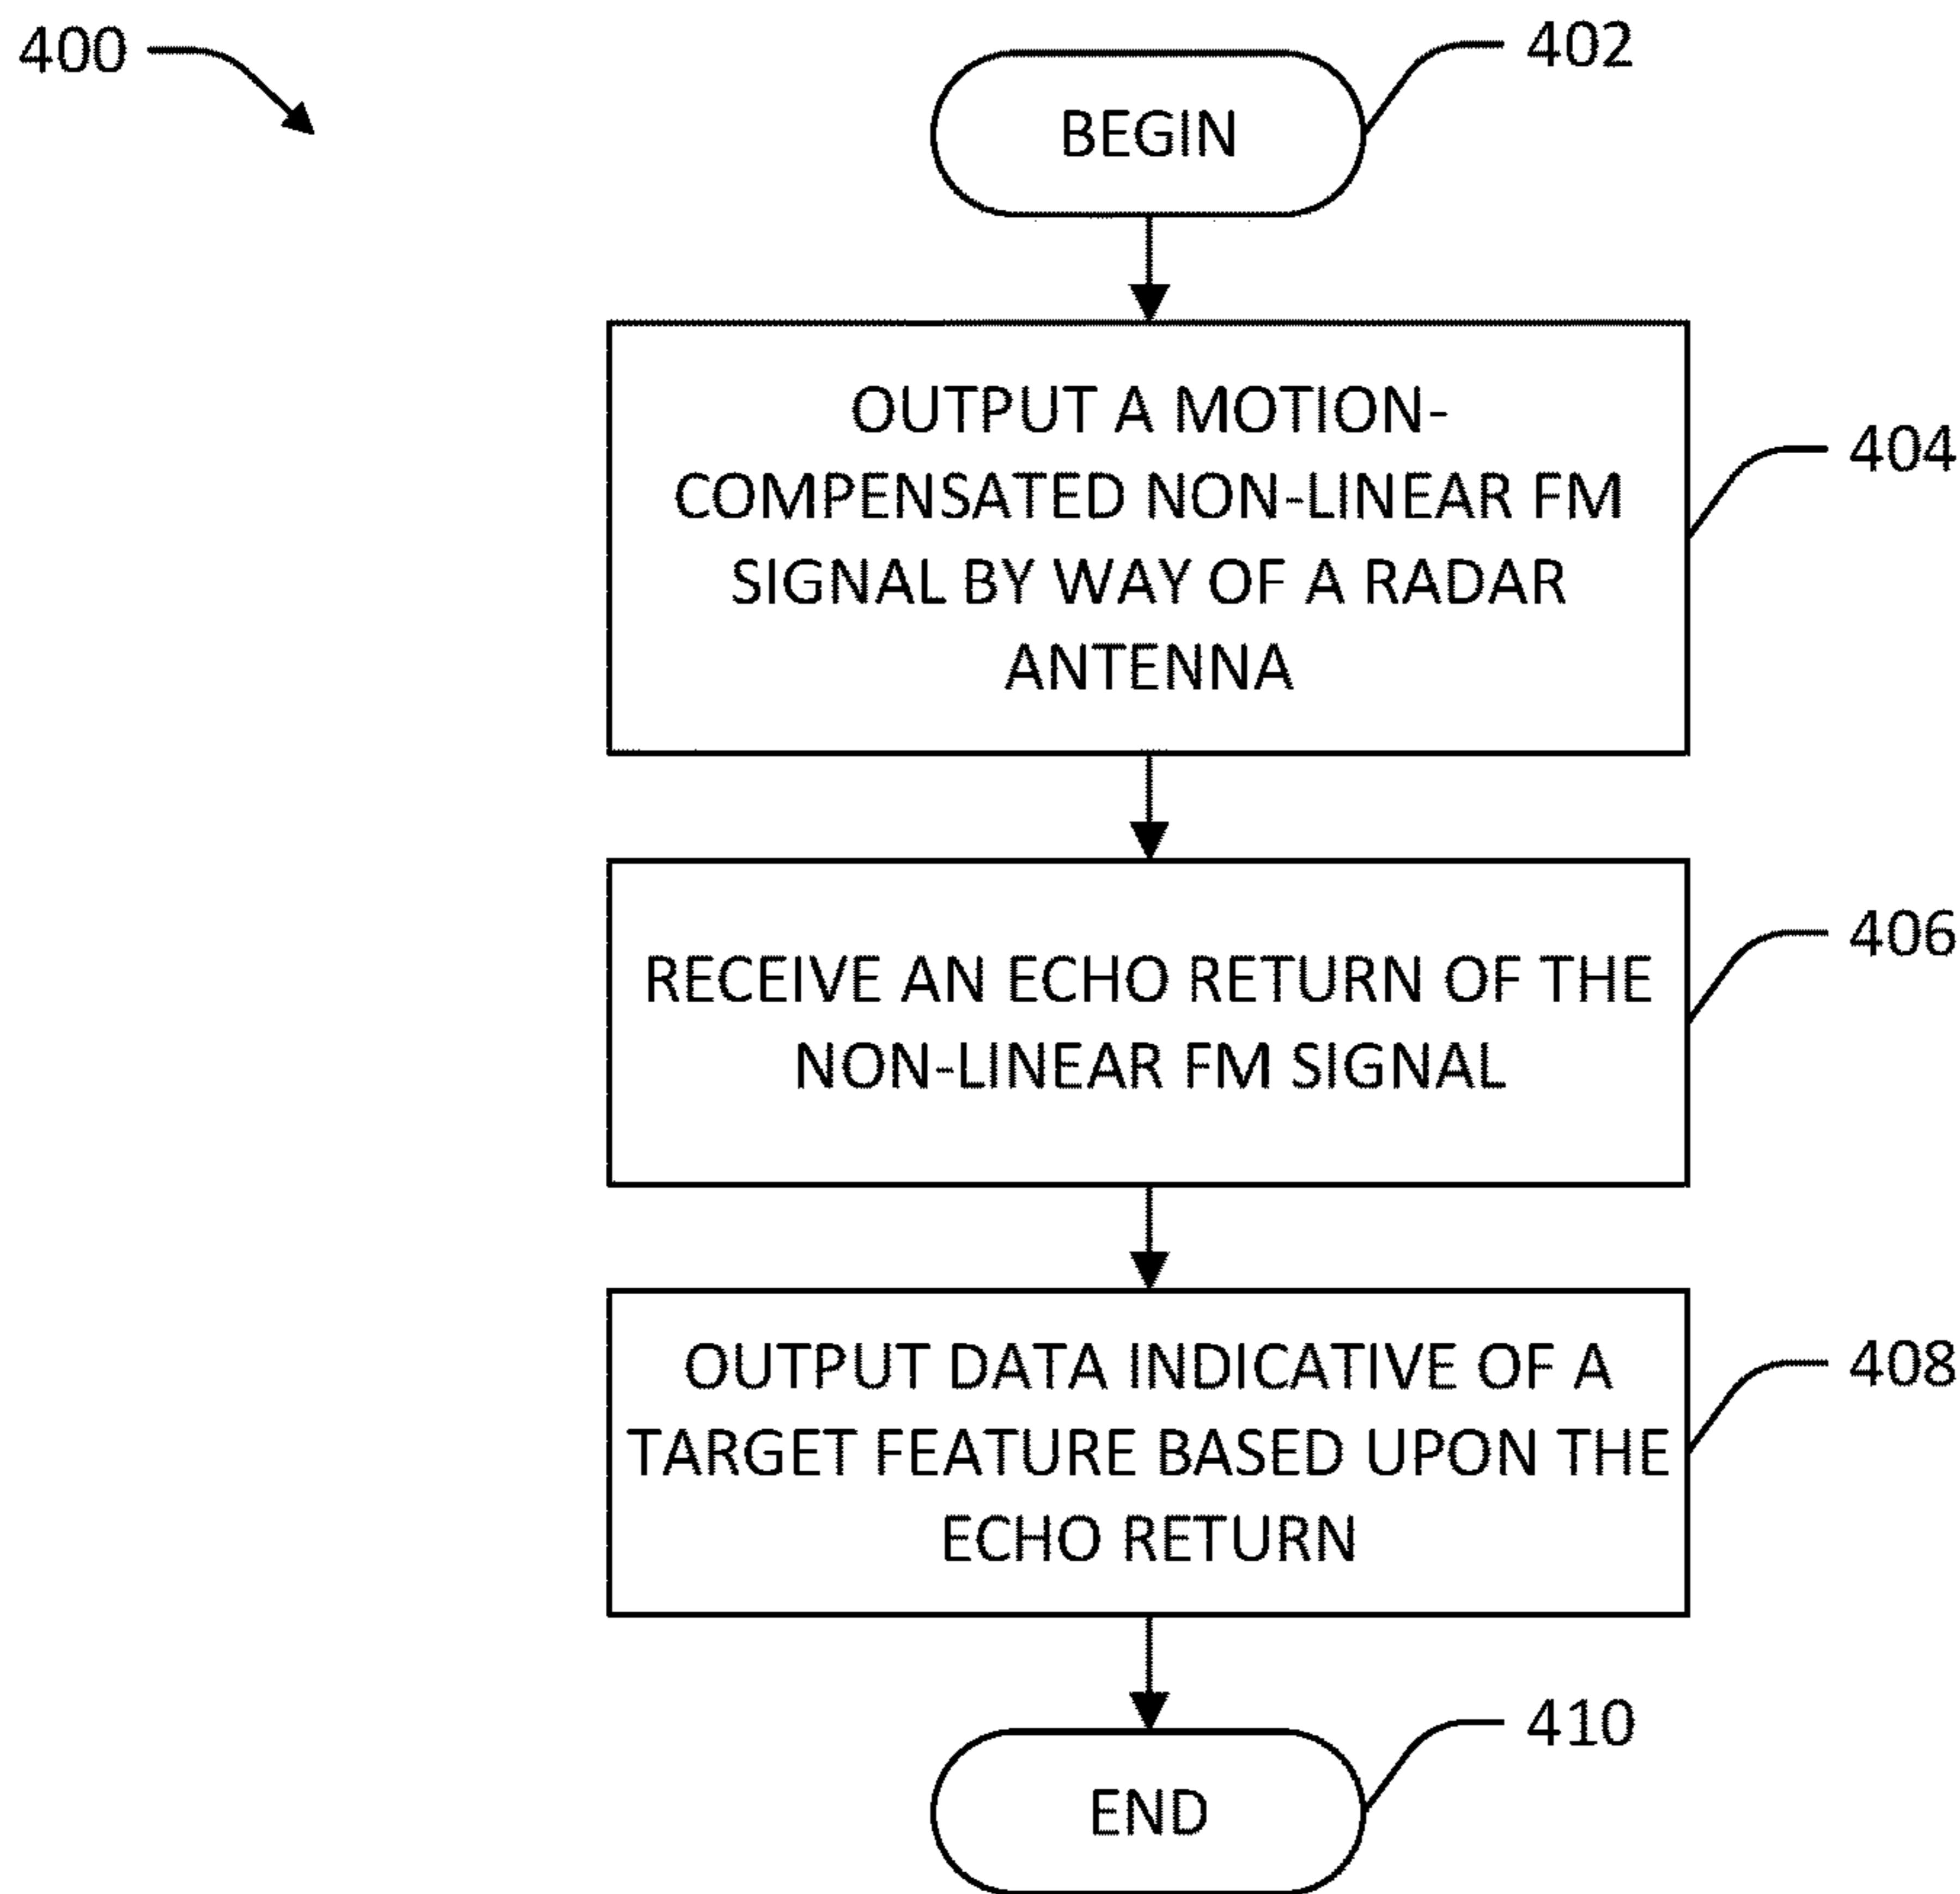 400
402
BEGIN
OUTPUT A MOTION-
COMPENSATED NON-LINEAR FM
SIGNAL BY WAY OF A RADAR
ANTENNA
404
RECEIVE AN ECHO RETURN OF THE
NON-LINEAR FM SIGNAL
406
OUTPUT DATA INDICATIVE OF A
TARGET FEATURE BASED UPON THE
ECHO RETURN
408
410
END